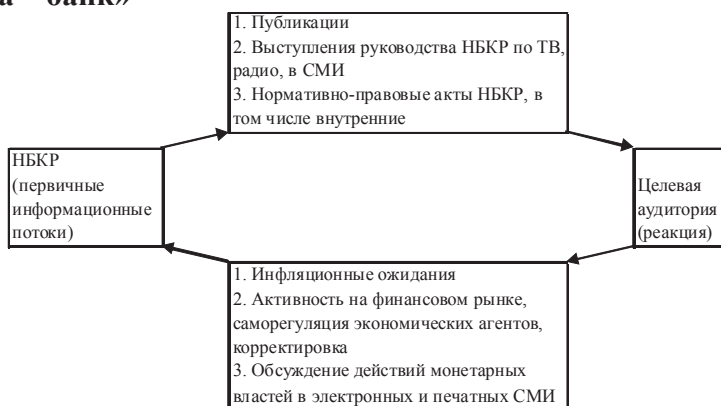 банк»
1. Публикации
2. Выступления руководства НБКР по ТВ,
радио, в СМИ
3. Нормативно-правовые акты НБКР, в
том числе внутренние
НБКР
(первичные
информационные
потоки)
Целевая
аудитория
(реакция)
1. Инфляционные ожидания
2. Активность на финансовом рынке,
саморегуляция экономических агентов,
корректировка
3. Обсуждение действий монетарных
властей в электронных и печатных СМИ